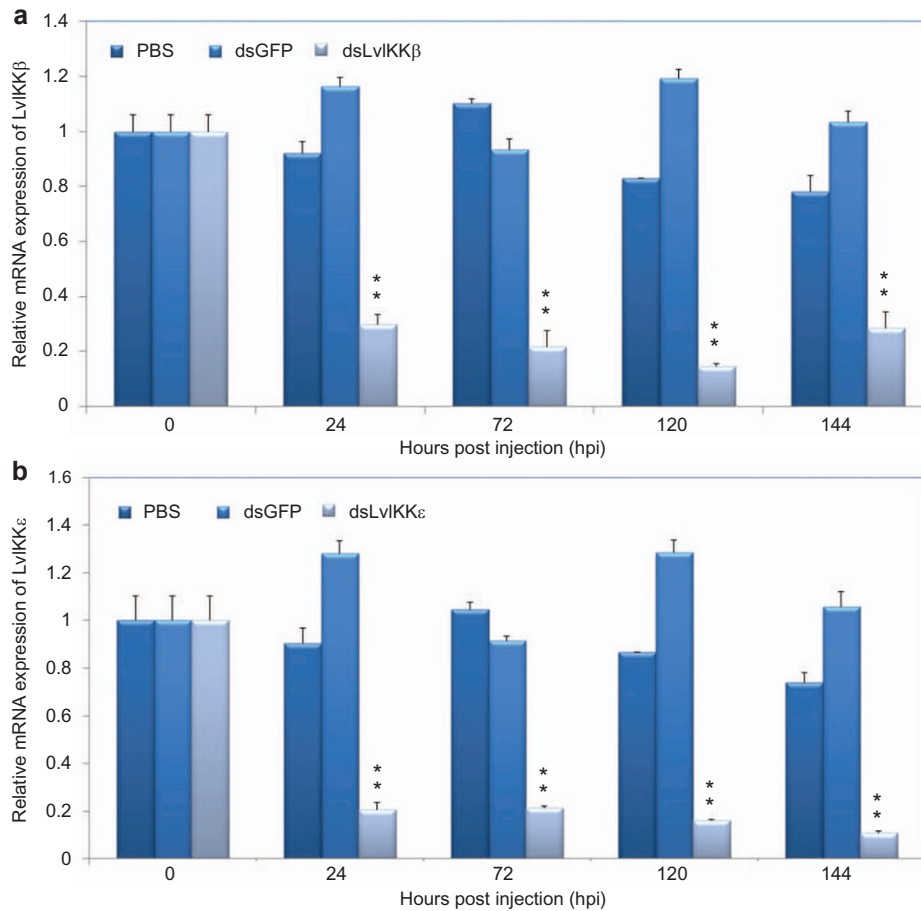 a
Relative mRNA expression of LvIKKβ
1.4
1.2
1
0.8
0.6
0.4
0.2
0
PBS dsGFP dsLvIKKβ
* * * * * * * *
0 24 72 120 144
Hours post injection (hpi)
b
Relative mRNA expression of LvIKKε
1.6
1.4
1.2
1
0.8
0.6
0.4
0.2
0
PBS dsGFP dsLvIKKε
* * * * * * * *
0 24 72 120 144
Hours post injection (hpi)